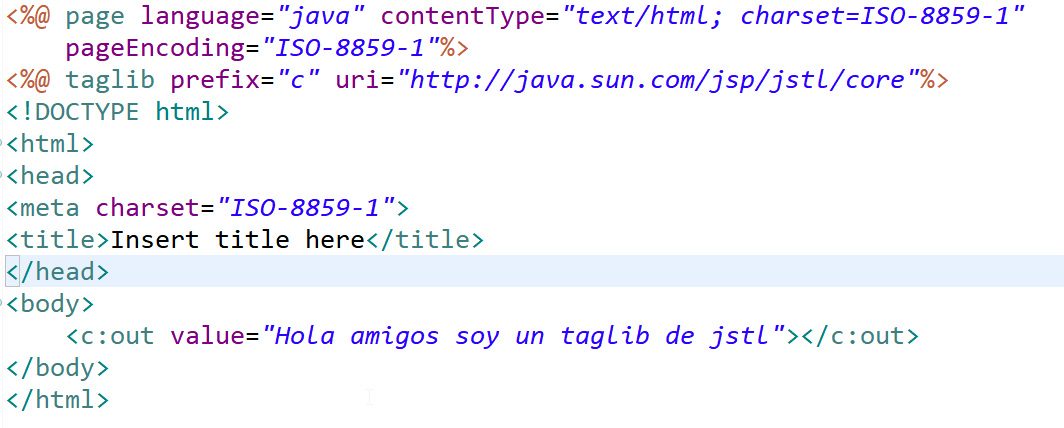 <%@ page language="java" contentType="text/html; charset=ISO-8859-1"
    pageEncoding="ISO-8859-1"%>
<%@ taglib prefix="c" uri="http://java.sun.com/jsp/jstl/core"%>
<!DOCTYPE html>
<html>
<head>
<meta charset="ISO-8859-1">
<title>Insert title here</title>
</head>
<body>
    <c:out value="Hola amigos soy un taglib de jstl"></c:out>
</body>
</html>